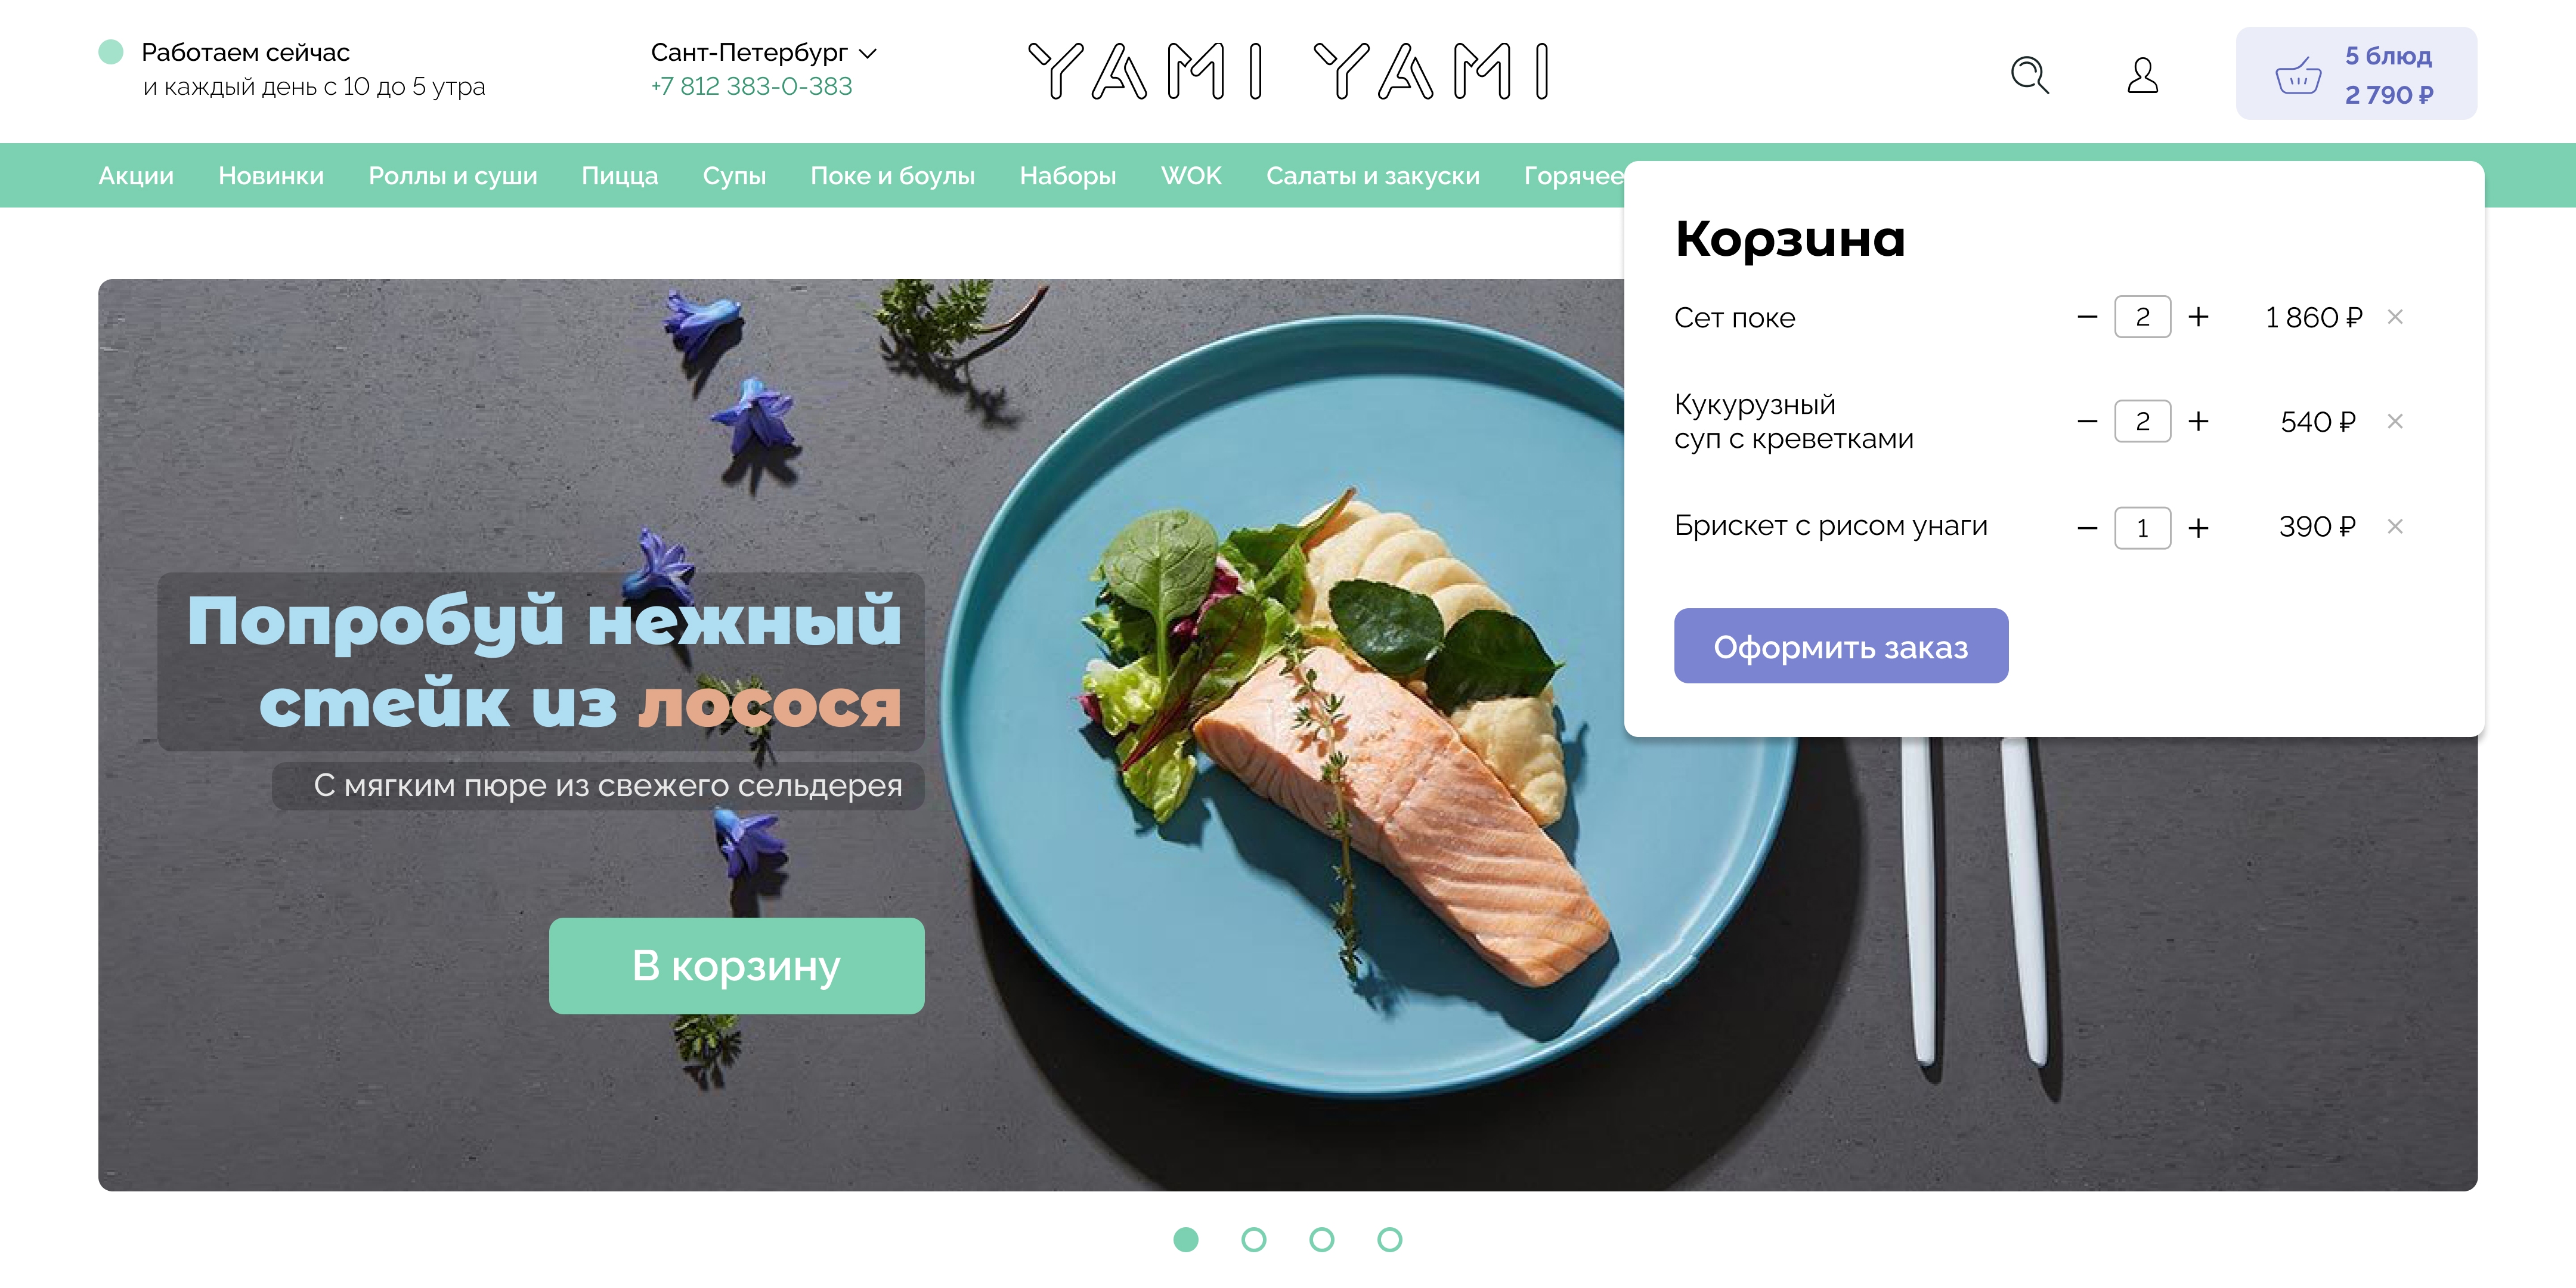 Работаем сейчас
и каждый день с 10 до 5 утра
Сант-Петербург
+7 812 383-0-383
YAMI YAMI
5 блюд
2 790 ₽
Акции Новинки Роллы и суши Пицца Супы Поке и боулы Наборы WOK Салаты и закуски Горячее
Корзина
Сет поке − 2 + 1 860 ₽ ×
Кукурузный
суп с креветками − 2 + 540 ₽ ×
Брискет с рисом унаги − 1 + 390 ₽ ×
Оформить заказ
Попробуй нежный
стейк из лосося
С мягким пюре из свежего сельдерея
В корзину